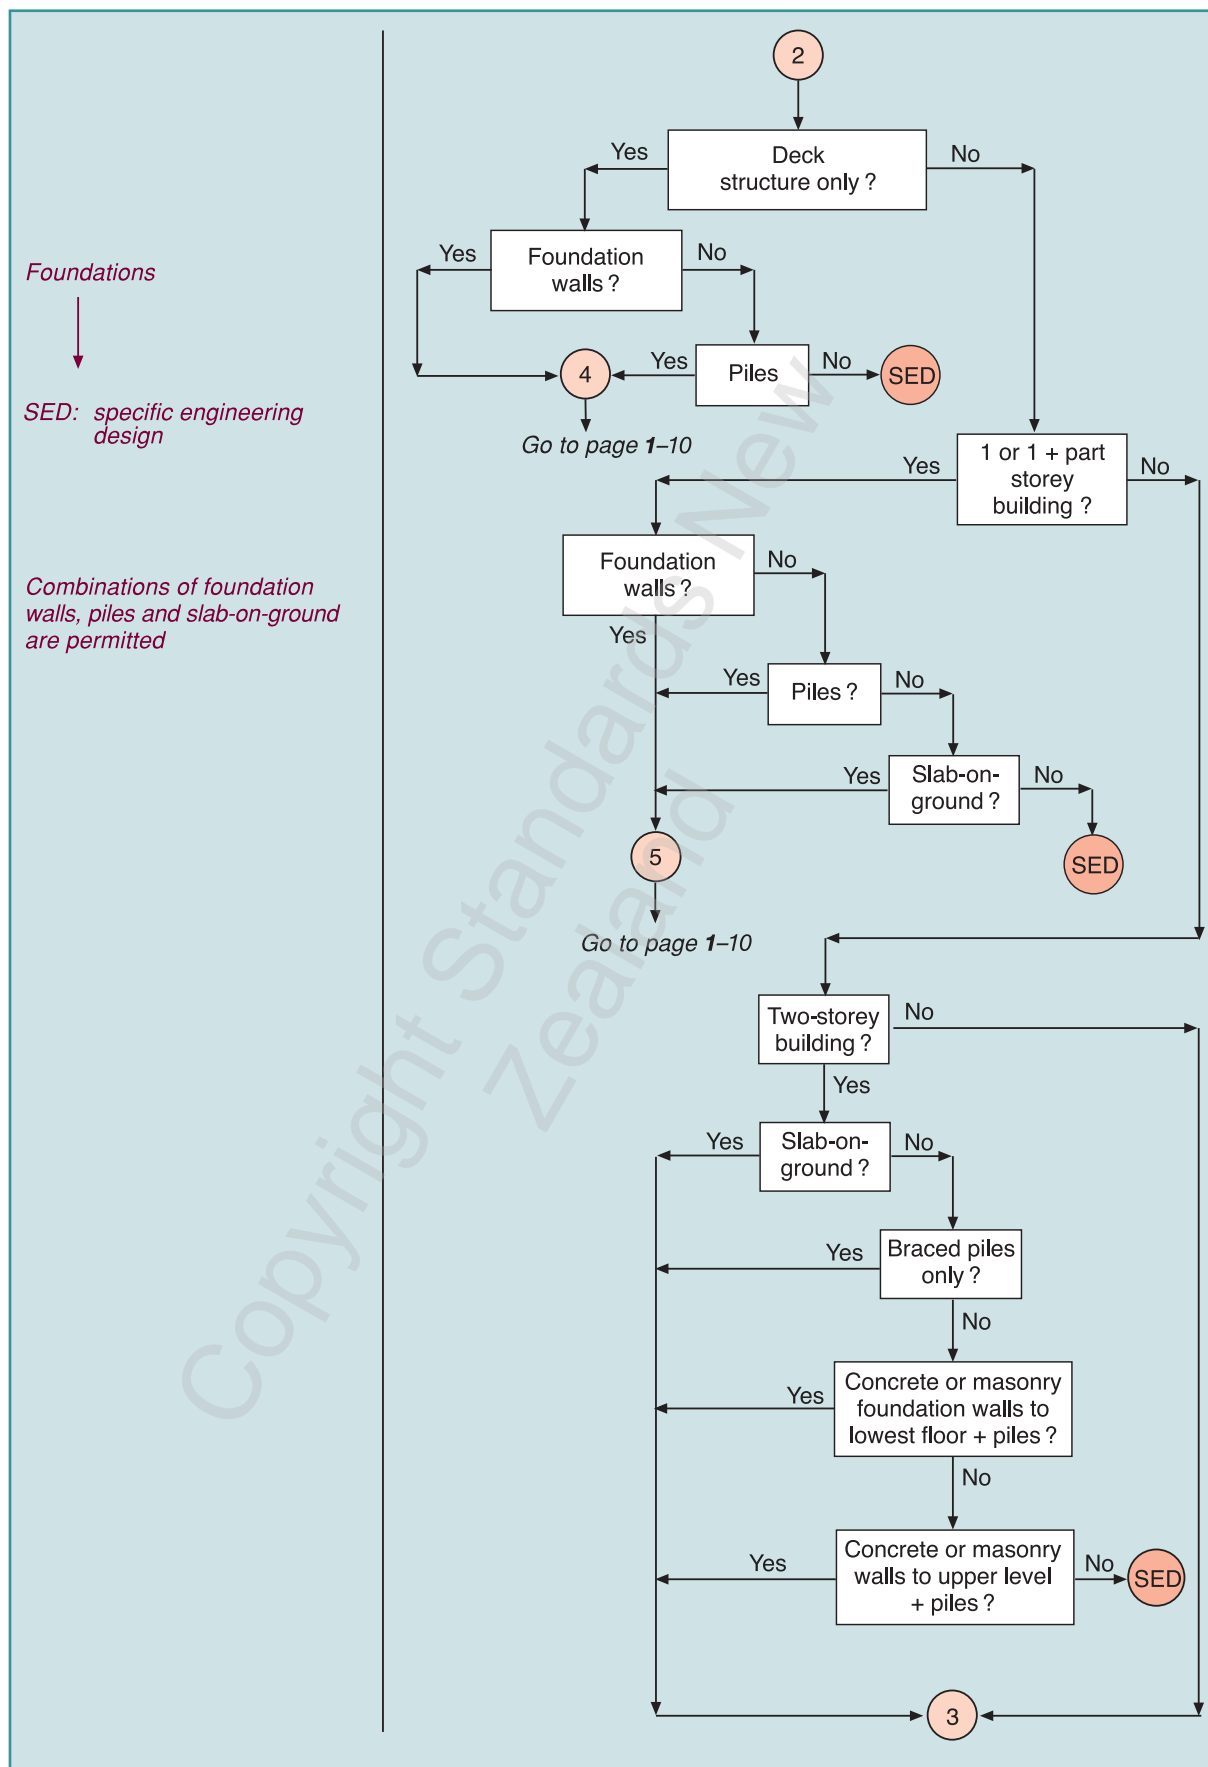 2
Deck
structure only ?
Yes
No
Foundation
walls ?
Yes
No
Foundations
4
Yes
Piles
No
SED
SED: specific engineering
design
Go to page 1–10
1 or 1 + part
storey
building ?
Yes
No
Foundation
walls ?
No
Yes
Combinations of foundation
walls, piles and slab-on-ground
are permitted
Yes
Piles ?
No
Yes
Slab-on-
ground ?
No
5
SED
Go to page 1–10
Two-storey
building ?
No
Yes
Yes
Slab-on-
ground ?
No
Yes
Braced piles
only ?
No
Yes
Concrete or masonry
foundation walls to
lowest floor + piles ?
No
Yes
Concrete or masonry
walls to upper level
+ piles ?
No
SED
3
Copyright Standards New
Zealand